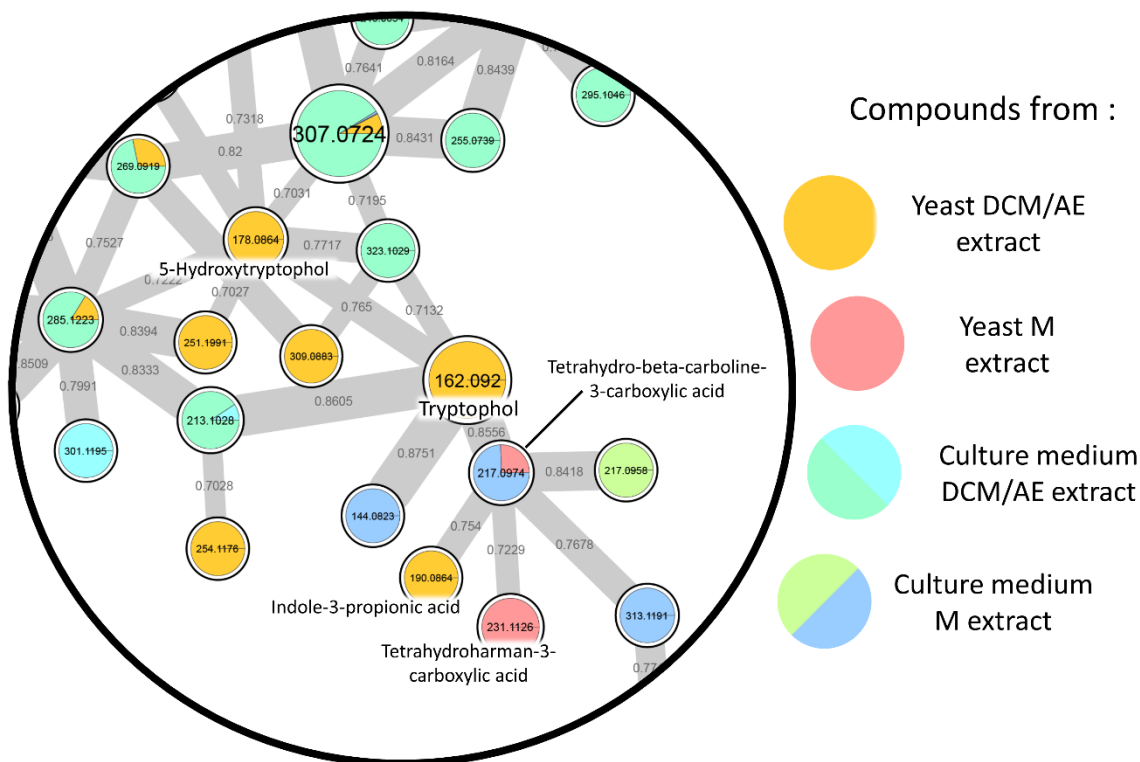 0.7641
0.8164
0.8439
295.1046
Compounds from :
0.7318
307.0724
0.8431
255.0739
0.82
269.0919
0.7031
0.7195
Yeast DCM/AE
extract
178.0864
0.7717
323.1029
5-Hydroxytryptophol
0.7527
0.7222
0.7027
0.765
0.7132
285.1223
0.8394
251.1991
309.0883
Yeast M
extract
0.8509
0.7991
0.8333
162.092
Tryptophol
Tetrahydro-beta-carboline-
3-carboxylic acid
0.8605
213.1028
0.8556
301.1195
0.8751
217.0974
0.8418
217.0958
Culture medium
DCM/AE extract
0.7028
144.0823
0.754
0.7229
0.7678
254.1176
190.0864
Indole-3-propionic acid
231.1126
313.1191
Culture medium
M extract
Tetrahydroharman-3-
carboxylic acid